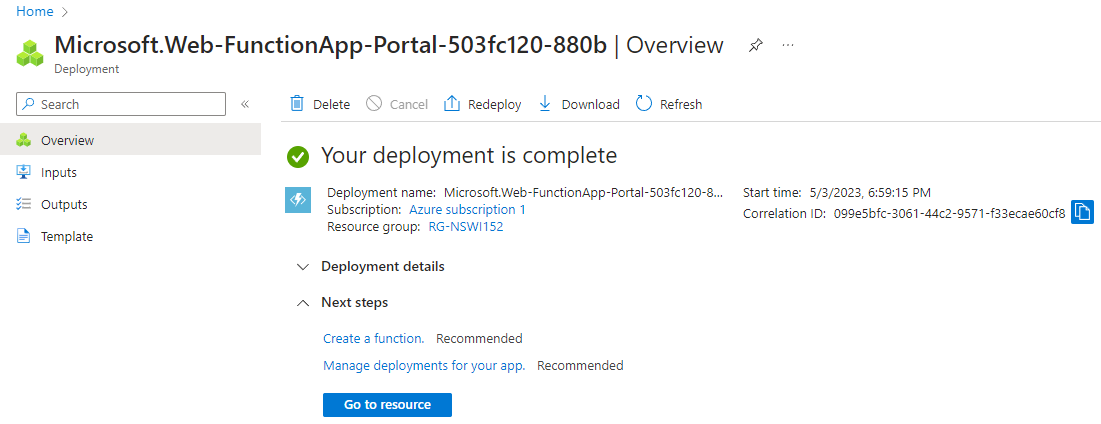 Home >
Microsoft.Web-FunctionApp-Portal-503fc120-880b | Overview ...
Deployment
Search «
Delete Cancel Redeploy Download Refresh
Overview
Inputs
Outputs
Template
Your deployment is complete
Deployment name: Microsoft.Web-FunctionApp-Portal-503fc120-8...
Subscription: Azure subscription 1
Resource group: RG-NSWI152
Start time: 5/3/2023, 6:59:15 PM
Correlation ID: 099e5bfc-3061-44c2-9571-f33ecae60cf8
Deployment details
Next steps
Create a function. Recommended
Manage deployments for your app. Recommended
Go to resource